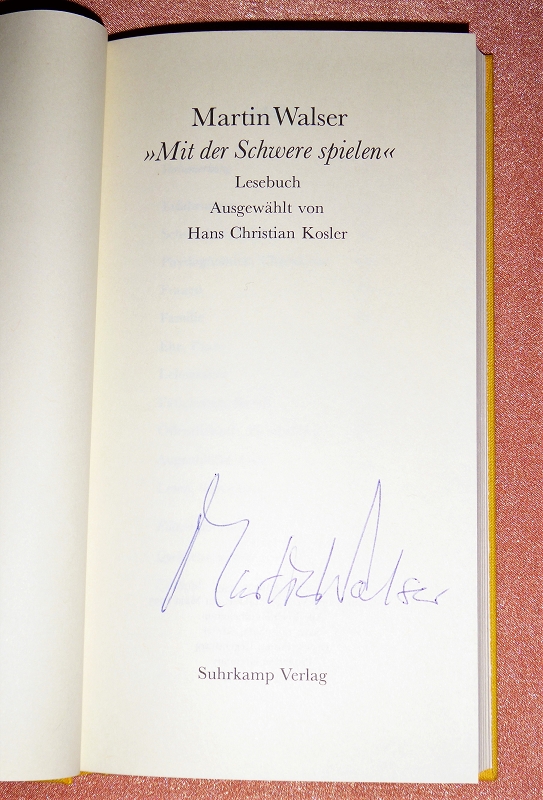 Martin Walser
»Mit der Schwere spielen«
Lesebuch
Ausgewählt von
Hans Christian Kosler
Martin Walser
Suhrkamp Verlag